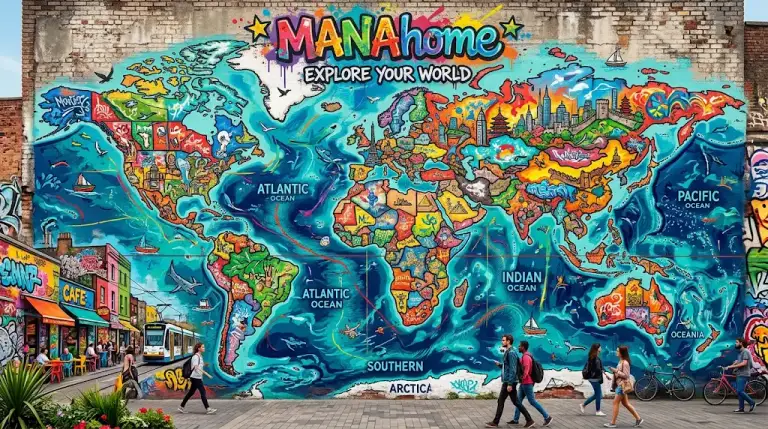 MANAhome
EXPLORE YOUR WORLD
ATLANTIC
OCEAN
PACIFIC
OCEAN
ATLANTIC
OCEAN
INDIAN
OCEAN
OCEANIA
SOUTHERN
ARCTICA
CAFE